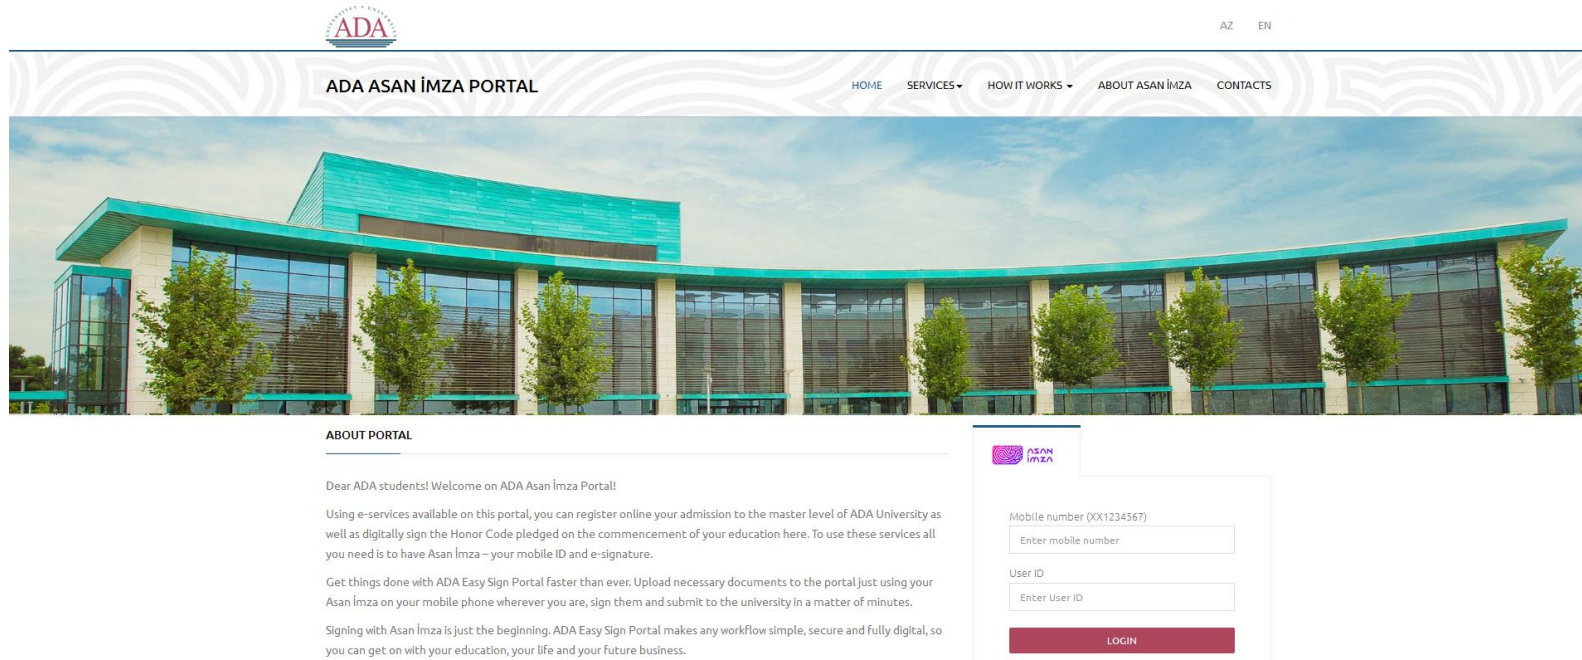 ADA
AZ
EN
ADA ASAN İMZA PORTAL
HOME
SERVICES
HOW IT WORKS
ABOUT ASAN İMZA
CONTACTS
ABOUT PORTAL
Dear ADA students! Welcome on ADA Asan İmza Portal!
Using e-services available on this portal, you can register online your admission to the master level of ADA University as
well as digitally sign the Honor Code pledged on the commencement of your education here. To use these services all
you need is to have Asan İmza – your mobile ID and e-signature.
Get things done with ADA Easy Sign Portal faster than ever. Upload necessary documents to the portal just using your
Asan İmza on your mobile phone wherever you are, sign them and submit to the university in a matter of minutes.
Signing with Asan İmza is just the beginning. ADA Easy Sign Portal makes any workflow simple, secure and fully digital, so
you can get on with your education, your life and your future business.
ASAN
İMZA
Mobile number (XX1234567)
Enter mobile number
User ID
Enter User ID
LOGIN